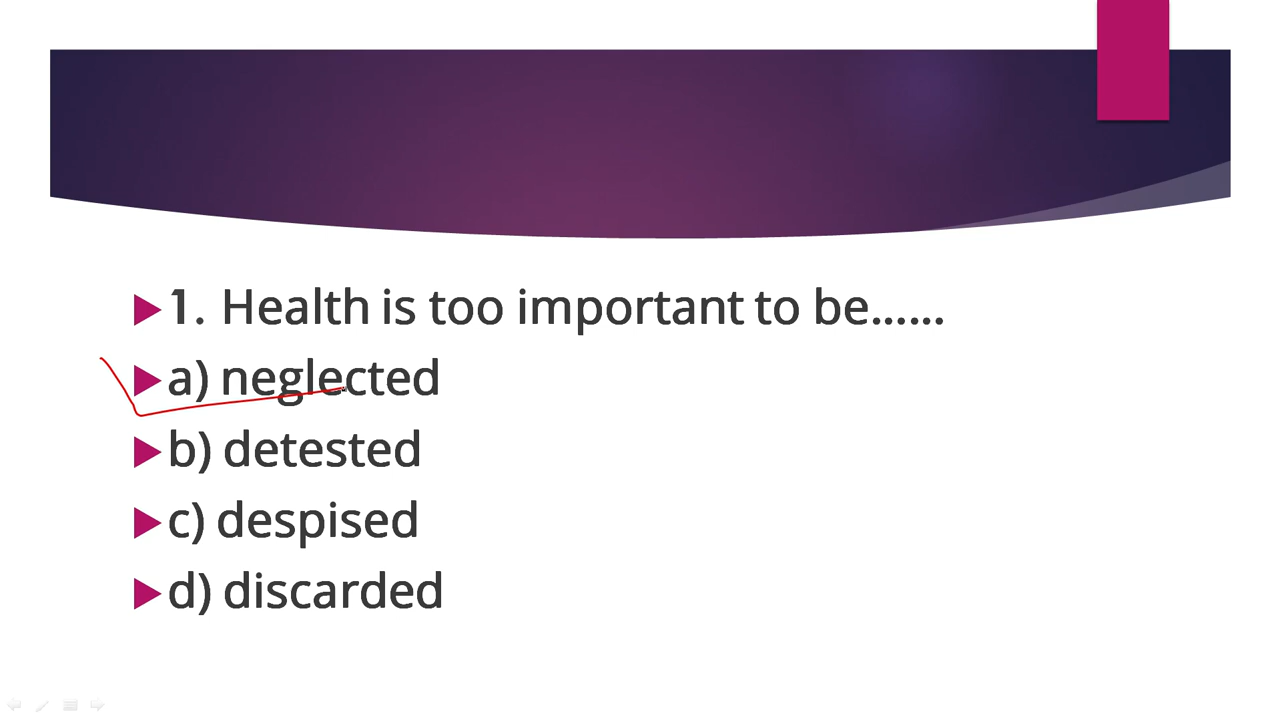 1. Health is too important to be......
a) neglected
b) detested
c) despised
d) discarded